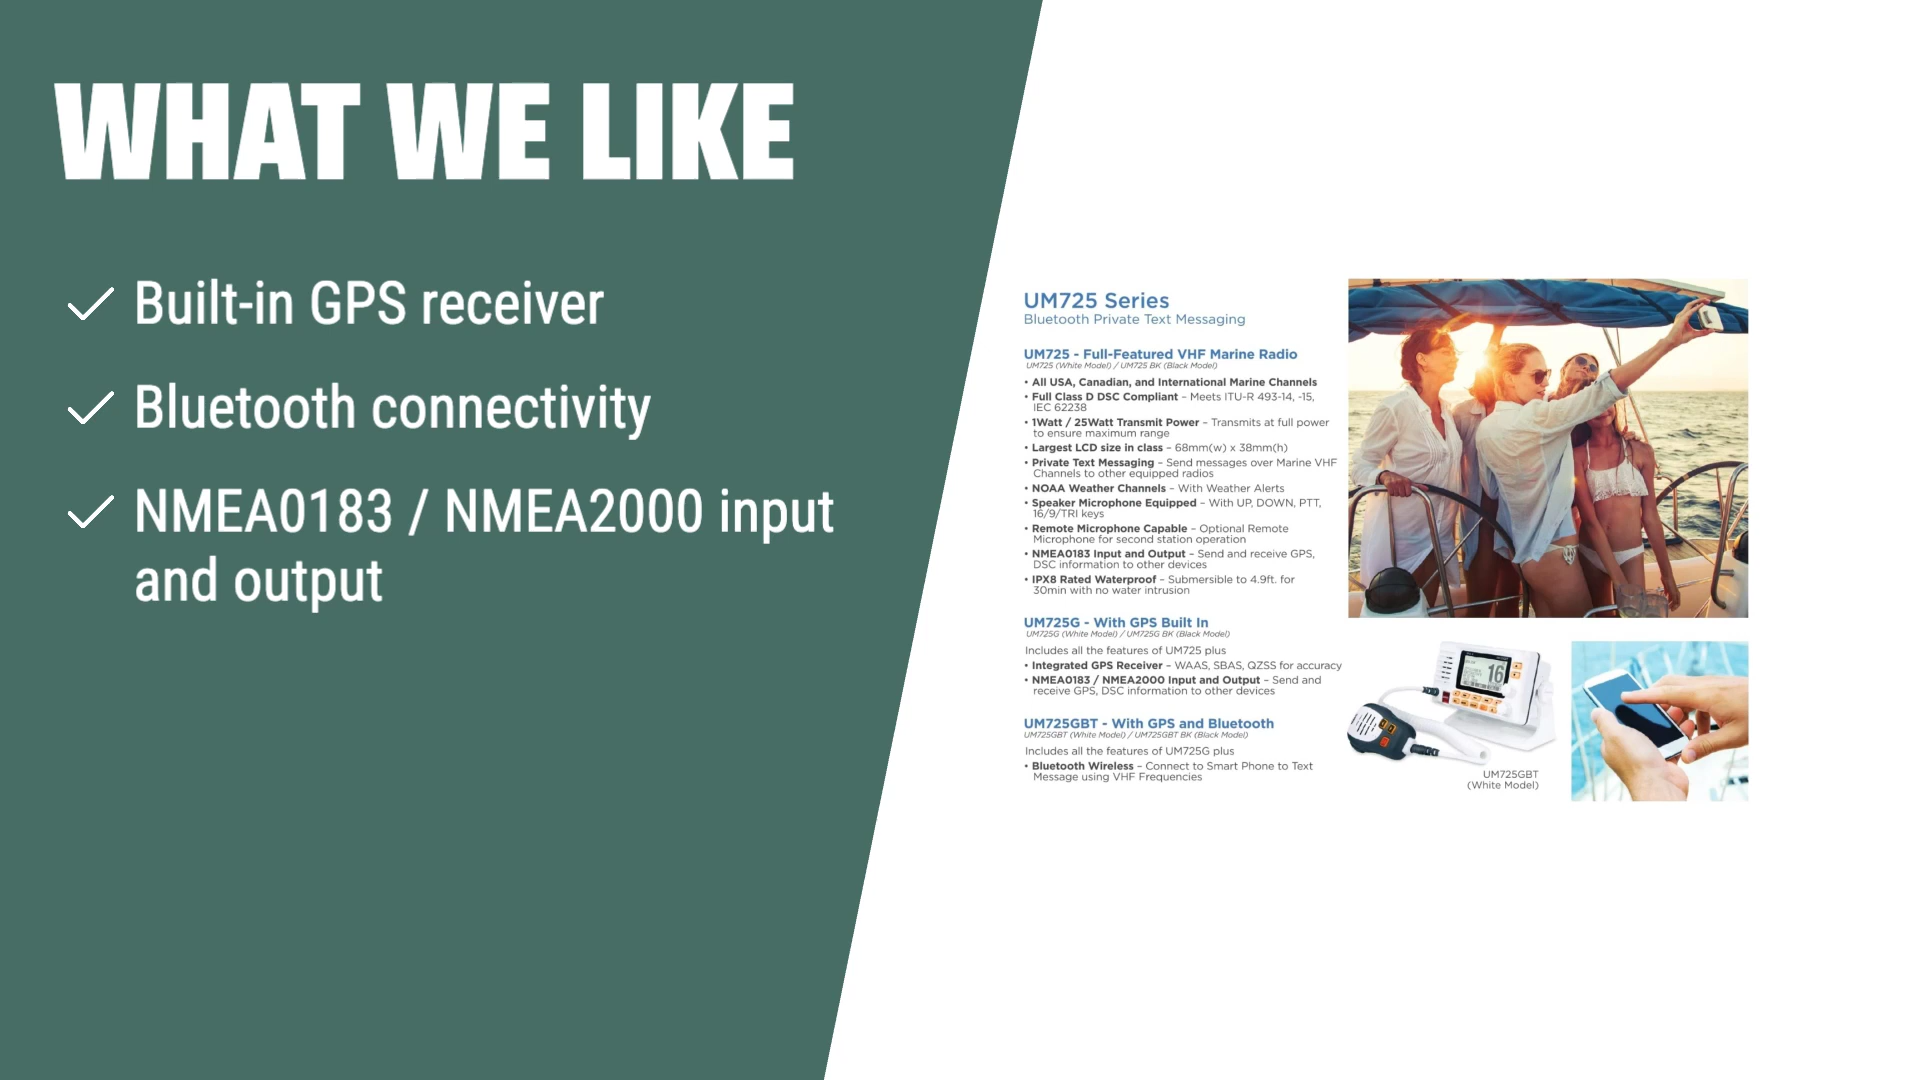 WHAT WE LIKE
Built-in GPS receiver
Bluetooth connectivity
NMEA0183 / NMEA2000 input
and output
UM725 Series
Bluetooth Private Text Messaging
UM725 - Full-Featured VHF Marine Radio
UM725 (White Model) / UM725 BK (Black Model)
• All USA, Canadian, and International Marine Channels
• Full Class D DSC Compliant – Meets ITU-R 493-14, -15,
IEC 62238
• 1Watt / 25Watt Transmit Power – Transmits at full power
to ensure maximum range
• Largest LCD size in class – 68mm(w) x 38mm(h)
• Private Text Messaging – Send messages over Marine VHF
Channels to other equipped radios
• NOAA Weather Channels – With Weather Alerts
• Speaker Microphone Equipped – With UP, DOWN, PTT,
16/9/TRI keys
• Remote Microphone Capable – Optional Remote
Microphone for second station operation
• NMEA0183 Input and Output – Send and receive GPS,
DSC information to other devices
• IPX8 Rated Waterproof – Submersible to 4.9ft. for
30min with no water intrusion
UM725G - With GPS Built In
UM725G (White Model) / UM725G BK (Black Model)
Includes all the features of UM725 plus
• Integrated GPS Receiver – WAAS, SBAS, QZSS for accuracy
• NMEA0183 / NMEA2000 Input and Output – Send and
receive GPS, DSC information to other devices
UM725GBT - With GPS and Bluetooth
UM725GBT (White Model) / UM725GBT BK (Black Model)
Includes all the features of UM725G plus
• Bluetooth Wireless – Connect to Smart Phone to Text
Message using VHF Frequencies
16
UM725GBT
(White Model)